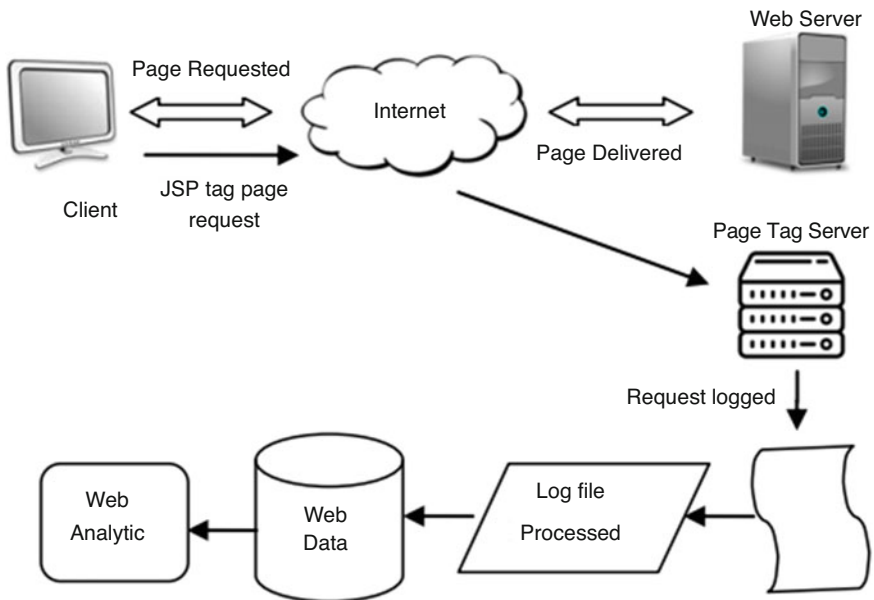 Web Server
Page Requested
Internet
Page Delivered
Client
JSP tag page
request
Page Tag Server
Request logged
Web
Analytic
Web
Data
Log file
Processed